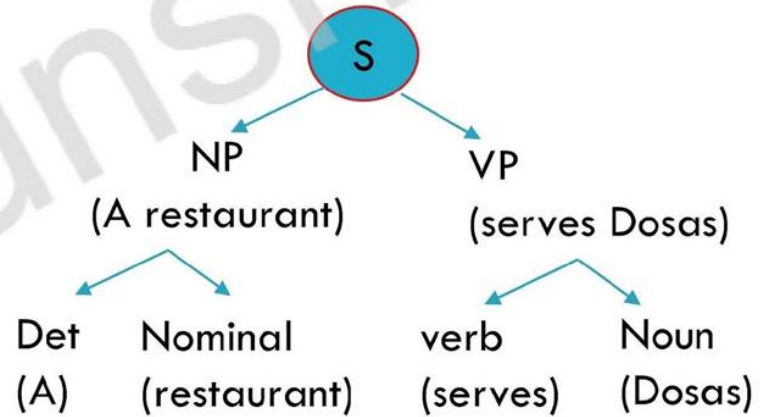 S
NP VP
(A restaurant) (serves Dosas)
Det Nominal verb Noun
(A) (restaurant) (serves) (Dosas)